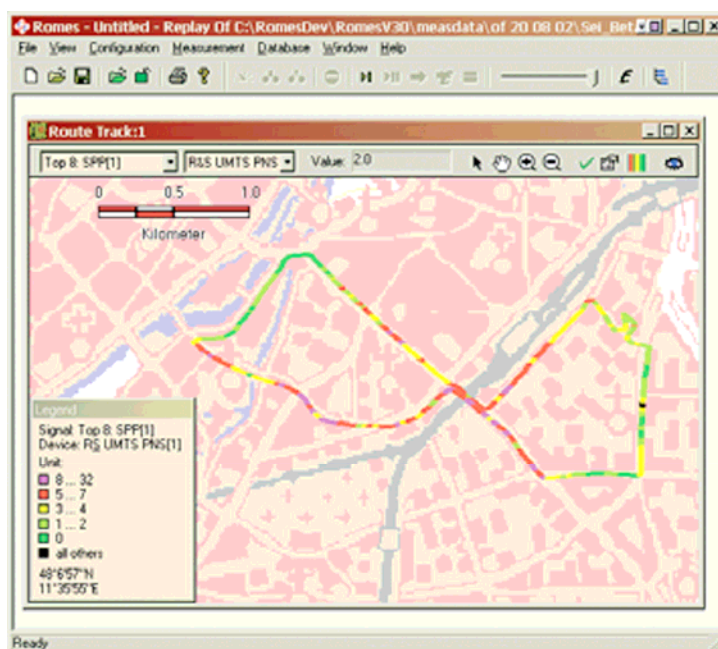 Romes - Untitled - Replay Of C:\RomesDev\RomesV30\measdata\of 20 08 02\Sei_Bet
File View Configuration Measurement Database Window Help
Route Track:1
Top 8: SPP[1] R&S UMTS PNS Value: 2.0
0 0.5 1.0
Kilometer
Legend
Signal: Top 8: SPP[1]
Device: RS UMTS PNS[1]
Unit:
8 ... 32
5 ... 7
3 ... 4
1 ... 2
0
all others
48°6'57"N
11°35'55"E
Ready